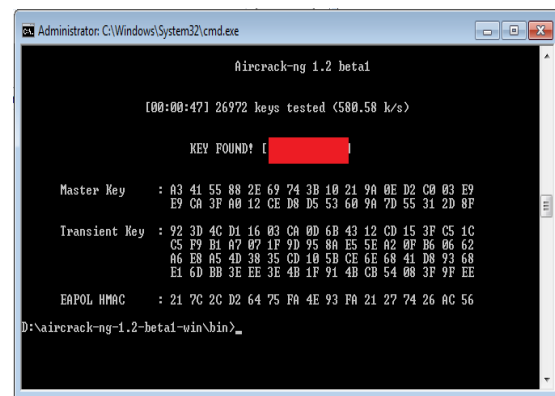 Administrator: C:\Windows\System32\cmd.exe
Aircrack-ng 1.2 beta1
[00:00:47] 26972 keys tested (580.58 k/s)
KEY FOUND! [ ]
Master Key : A3 41 55 88 2E 69 74 3B 10 21 9A 0E D2 C0 03 E9
E9 CA 3F A0 12 CE D8 D5 53 60 9A 7D 55 31 2D 8F
Transient Key : 92 3D 4C D1 16 03 CA 0D 6B 43 12 CD 15 3F C5 1C
C5 F9 B1 A7 07 1F 9D 95 8A E5 5E A2 0F B6 06 62
A6 E8 A5 4D 38 35 CD 10 5B CE 6E 68 41 D8 93 68
E1 6D BB 3E EE 3E 4B 1F 91 4B CB 54 08 3F 9F EE
EAPOL HMAC : 21 7C 2C D2 64 75 FA 4E 93 FA 21 27 74 26 AC 56
D:\aircrack-ng-1.2-beta1-win\bin>_